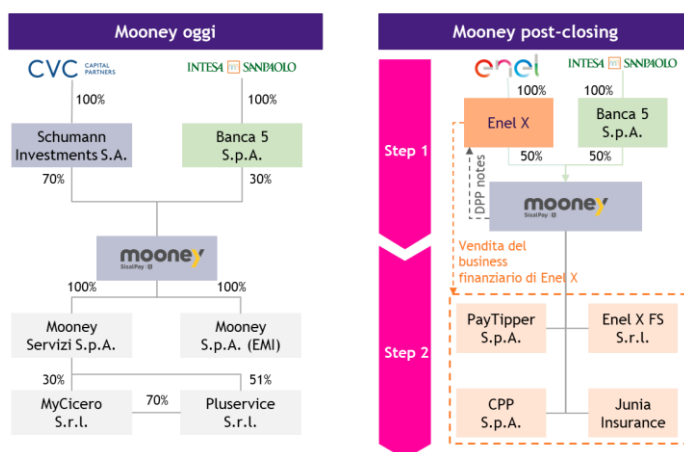 Mooney oggi
CVC CAPITAL
PARTNERS
INTESA SANPAOLO
100%
100%
Schumann
Investments S.A.
Banca 5
S.p.A.
70%
30%
mooney
SisalPay | 5
100%
100%
Mooney
Servizi S.p.A.
Mooney
S.p.A. (EMI)
30%
51%
MyCicero
S.r.l.
70%
Pluservice
S.r.l.
Mooney post-closing
enel
INTESA SANPAOLO
100%
100%
Enel X
Banca 5
S.p.A.
Step 1
50%
50%
DPP notes
mooney
SisalPay | 5
Vendita del
business
finanziario di Enel X
PayTipper
S.p.A.
Enel X FS
S.r.l.
Step 2
CPP
S.p.A.
Junia
Insurance